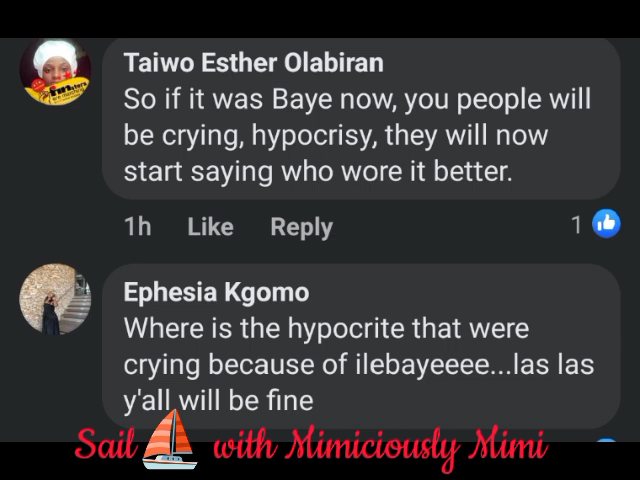 Taiwo Esther Olabiran
So if it was Baye now, you people will
be crying, hypocrisy, they will now
start saying who wore it better.
1h Like Reply 1
Ephesia Kgomo
Where is the hypocrite that were
crying because of ilebayeeee...las las
y'all will be fine
Sail with Mimiciously Mimi